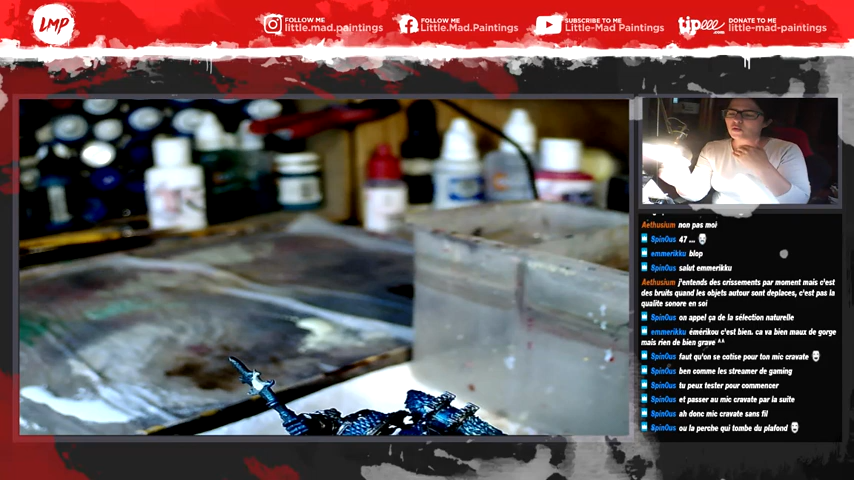 LMP
FOLLOW ME
little.mad.paintings
FOLLOW ME
Little.Mad.Paintings
SUBSCRIBE TO ME
Little-Mad Paintings
tipeee
.com
DONATE TO ME
little-mad-paintings
Aethusium non pas moi
Spin0us 47 ...
emmerikku blop
Spin0us salut emmerikku
Aethusium j'entends des crissements par moment mais c'est
des bruits quand les objets autour sont deplaces, c'est pas la
qualite sonore en soi
Spin0us on appel ça de la sélection naturelle
emmerikku émérikou c'est bien. ca va bien maux de gorge
mais rien de bien grave ^^
Spin0us faut qu'on se cotise pour ton mic cravate
Spin0us ben comme les streamer de gaming
Spin0us tu peux tester pour commencer
Spin0us et passer au mic cravate par la suite
Spin0us ah donc mic cravate sans fil
Spin0us ou la perche qui tombe du plafond